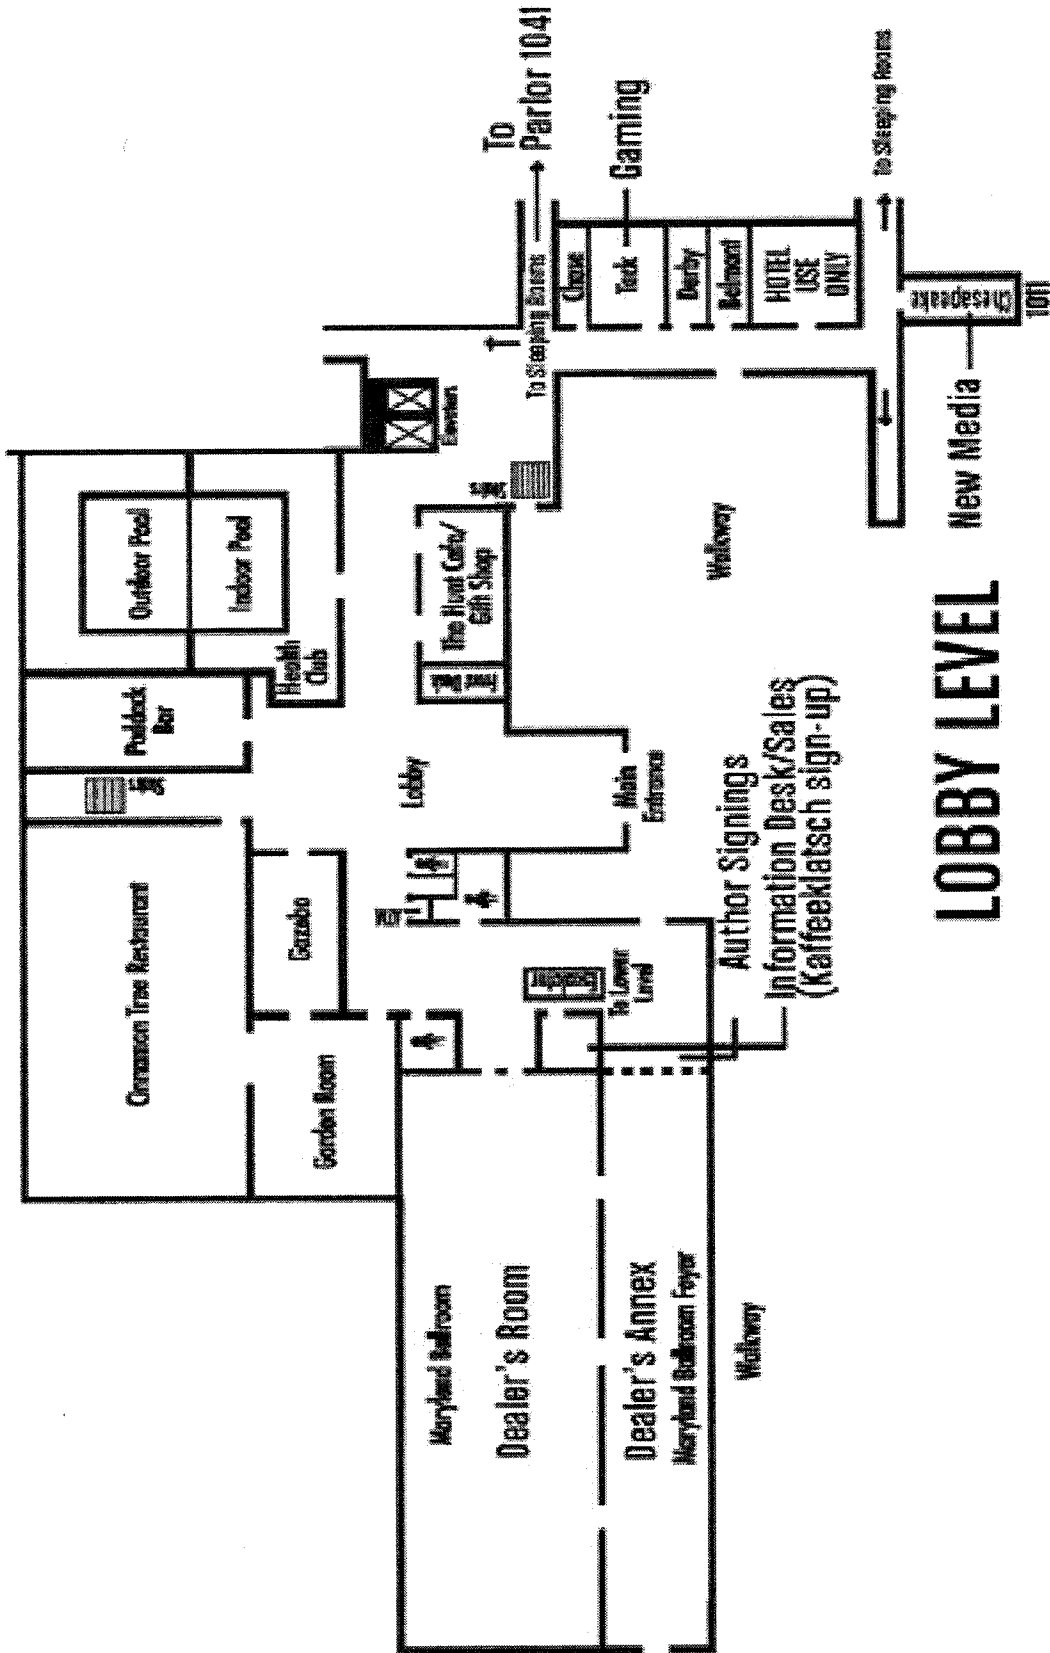 Cinnamon Tree Restaurant
Paddock
Bar
Outdoor Pool
Indoor Pool
Health
Club
Gazebo
Garden Room
Lobby
Elevators
The Hunt Cafe/
Gift Shop
Stairs
Maryland Ballroom
Dealer's Room
To
Parlor 1041
To Sleeping Rooms
Chase
Tack
Gaming
Derby
Belmont
HOTEL
USE
ONLY
Main
Entrance
To Lower
Level
Dealer's Annex
Maryland Ballroom Foyer
Walkway
Walkway
Author Signings
Information Desk/Sales
(Kaffeeklatsch sign-up)
To Sleeping Rooms
Chesapeake
1011
New Media
LOBBY LEVEL